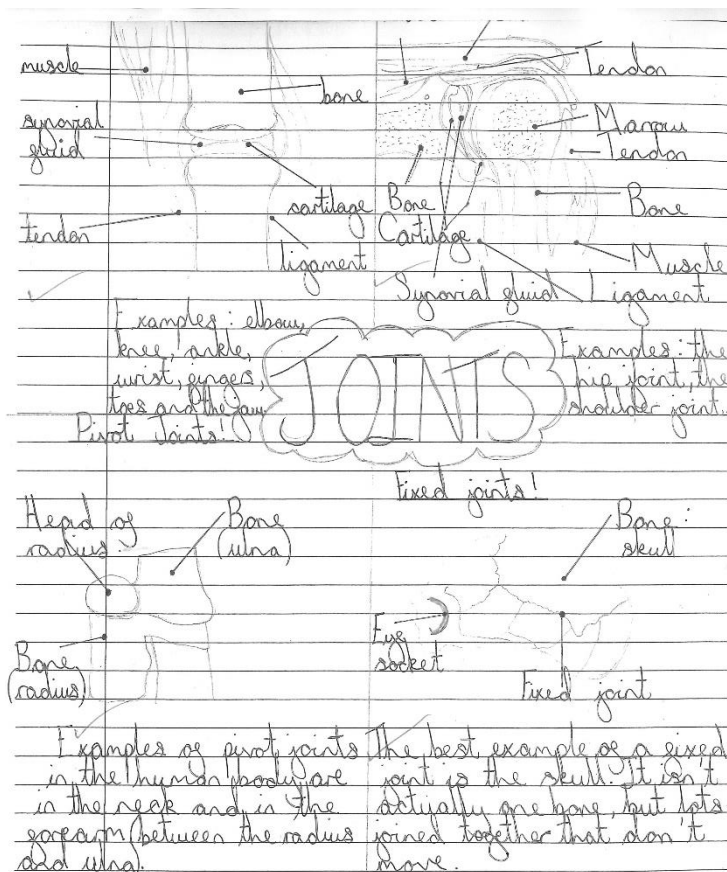 muscle
bone
synovial
fluid
cartilage
tendon
ligament
Tendon
Marrow
Tendon
Bone
Bone
Cartilage
Muscle
Synovial fluid
Ligament
Examples: elbow,
knee, ankle,
wrist, fingers,
toes and the jaw
JOINTS
Examples: the
hip joint, the
shoulder joint.
Pivot Joints!
Fixed joints!
Head of
radius:
Bone
(ulna)
Bone
(radius)
Bone:
skull
Eye
socket
Fixed joint
Examples of pivot joints
in the human body are
in the neck and in the
forearm between the radius
and ulna.
The best example of a fixed
joint is the skull. It isn't
actually one bone, but lots
joined together that don't
move.